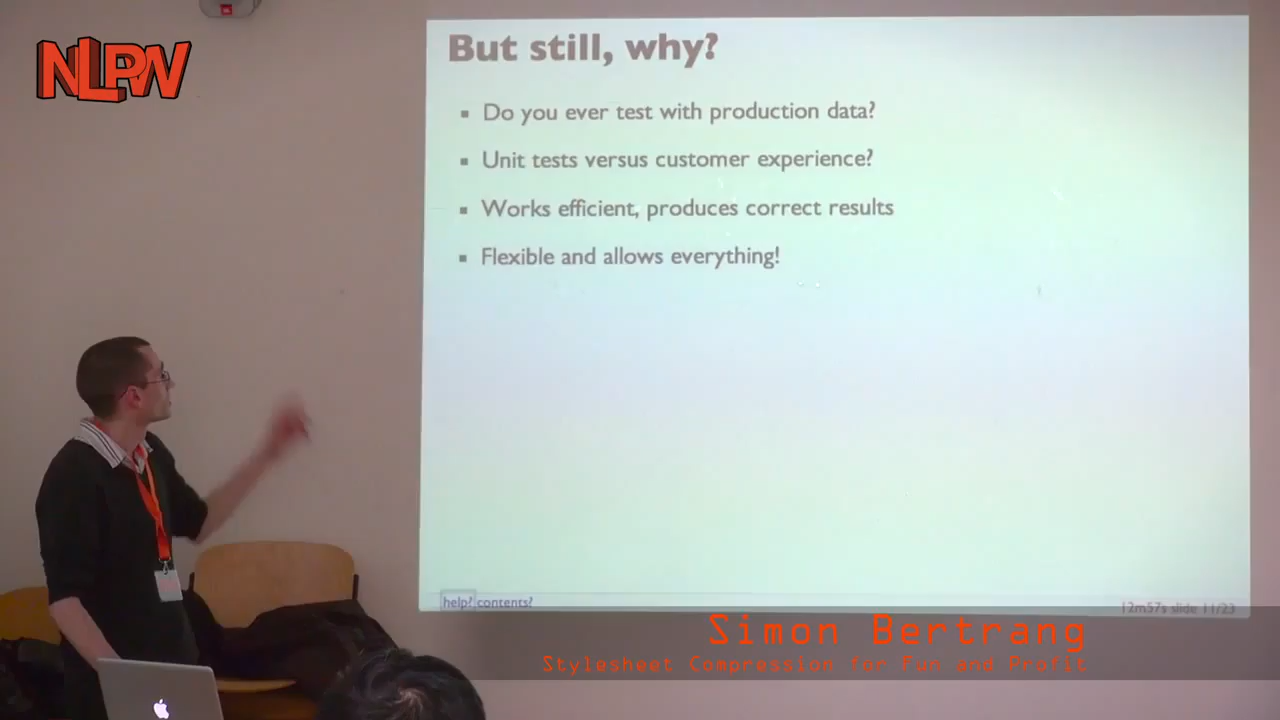 NLPW
But still, why?
Do you ever test with production data?
Unit tests versus customer experience?
Works efficient, produces correct results
Flexible and allows everything!
help? contents?
12m57s slide 11/23
Simon Bertrang
Stylesheet Compression for Fun and Profit